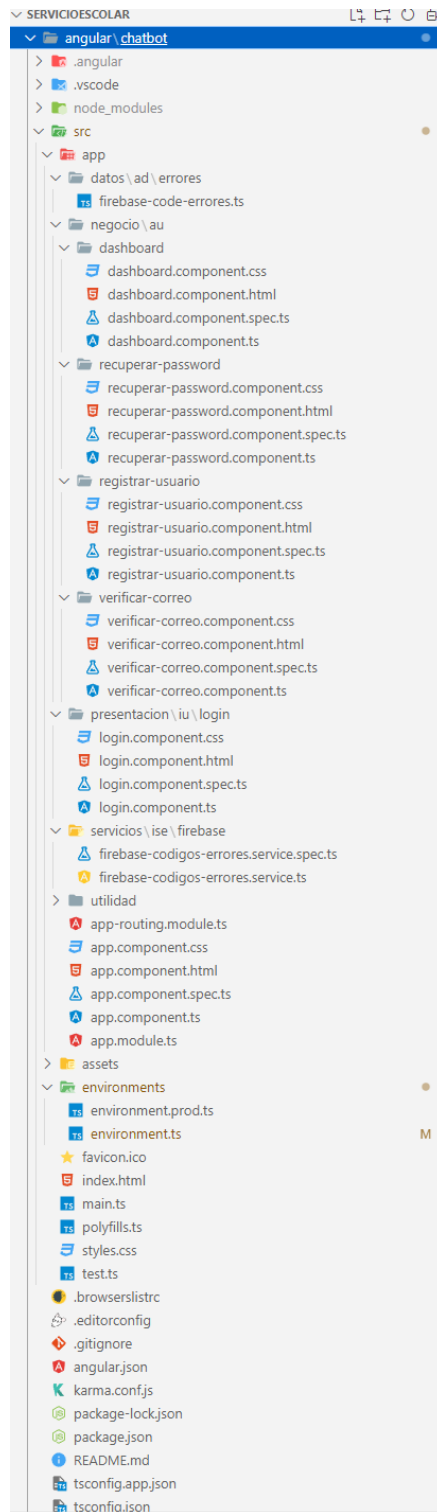 SERVICIOESCOLAR
angular\chatbot
.angular
.vscode
node_modules
src
app
datos\ad\errores
TS firebase-code-errores.ts
negocio\au
dashboard
dashboard.component.css
dashboard.component.html
dashboard.component.spec.ts
dashboard.component.ts
recuperar-password
recuperar-password.component.css
recuperar-password.component.html
recuperar-password.component.spec.ts
recuperar-password.component.ts
registrar-usuario
registrar-usuario.component.css
registrar-usuario.component.html
registrar-usuario.component.spec.ts
registrar-usuario.component.ts
verificar-correo
verificar-correo.component.css
verificar-correo.component.html
verificar-correo.component.spec.ts
verificar-correo.component.ts
presentacion\iu\login
login.component.css
login.component.html
login.component.spec.ts
login.component.ts
servicios\ise\firebase
firebase-codigos-errores.service.spec.ts
firebase-codigos-errores.service.ts
utilidad
app-routing.module.ts
app.component.css
app.component.html
app.component.spec.ts
app.component.ts
app.module.ts
assets
environments
TS environment.prod.ts
TS environment.ts M
favicon.ico
index.html
TS main.ts
TS polyfills.ts
styles.css
TS test.ts
.browserslistrc
.editorconfig
.gitignore
angular.json
karma.conf.js
package-lock.json
package.json
README.md
tsconfig.app.json
tsconfig.json